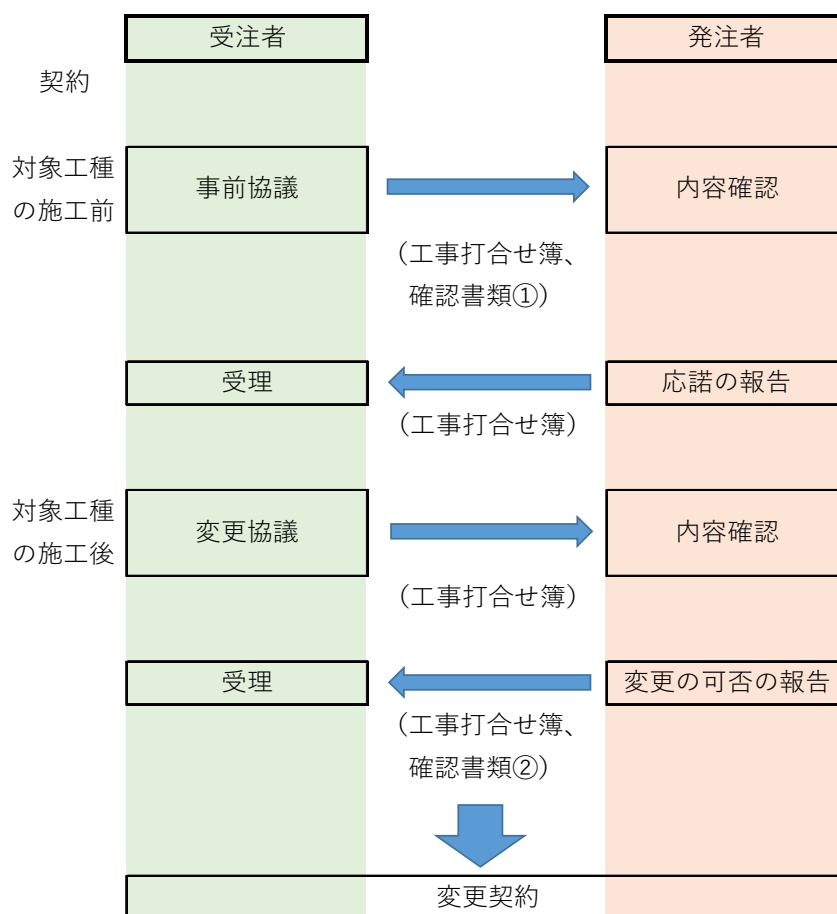 受注者
発注者
契約
対象工種
の施工前
事前協議
内容確認
（工事打合せ簿、
確認書類①）
受理
応諾の報告
（工事打合せ簿）
対象工種
の施工後
変更協議
内容確認
（工事打合せ簿）
受理
変更の可否の報告
（工事打合せ簿、
確認書類②）
変更契約